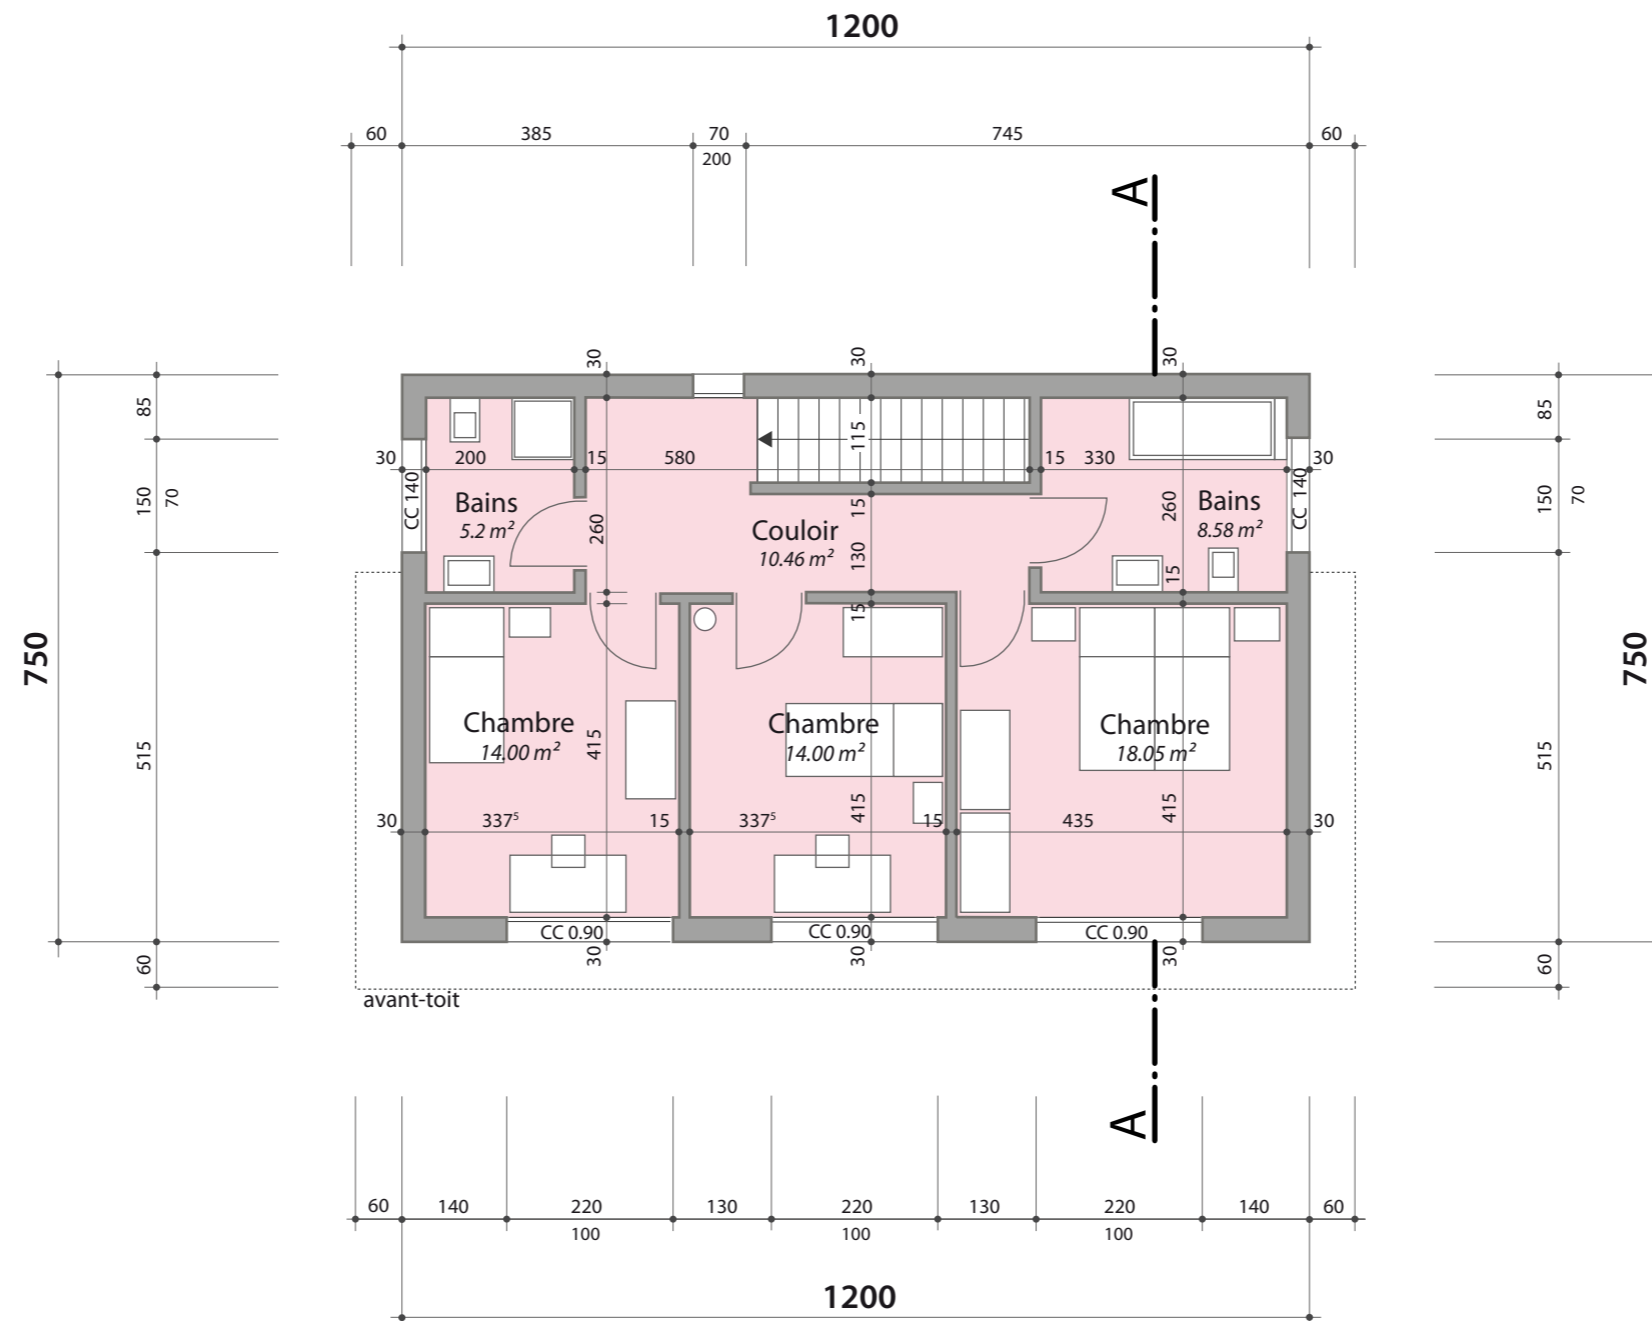 1200
60 385 70 745 60
200
A
30 30 30
85 85
115
30 200 15 580 15 330 30
CC 140 CC 140
150 70 150 70
Bains Bains
5.2 m² 8.58 m²
260 15 260
Couloir
10.46 m²
130
15
15
750 750
Chambre Chambre Chambre
14.00 m² 14.00 m² 18.05 m²
415
515 515
415 415
30 337⁵ 15 337⁵ 15 435 30
CC 0.90 CC 0.90 CC 0.90
30 30 30
60 60
avant-toit
A
60 140 220 130 220 130 220 140 60
100 100 100
1200